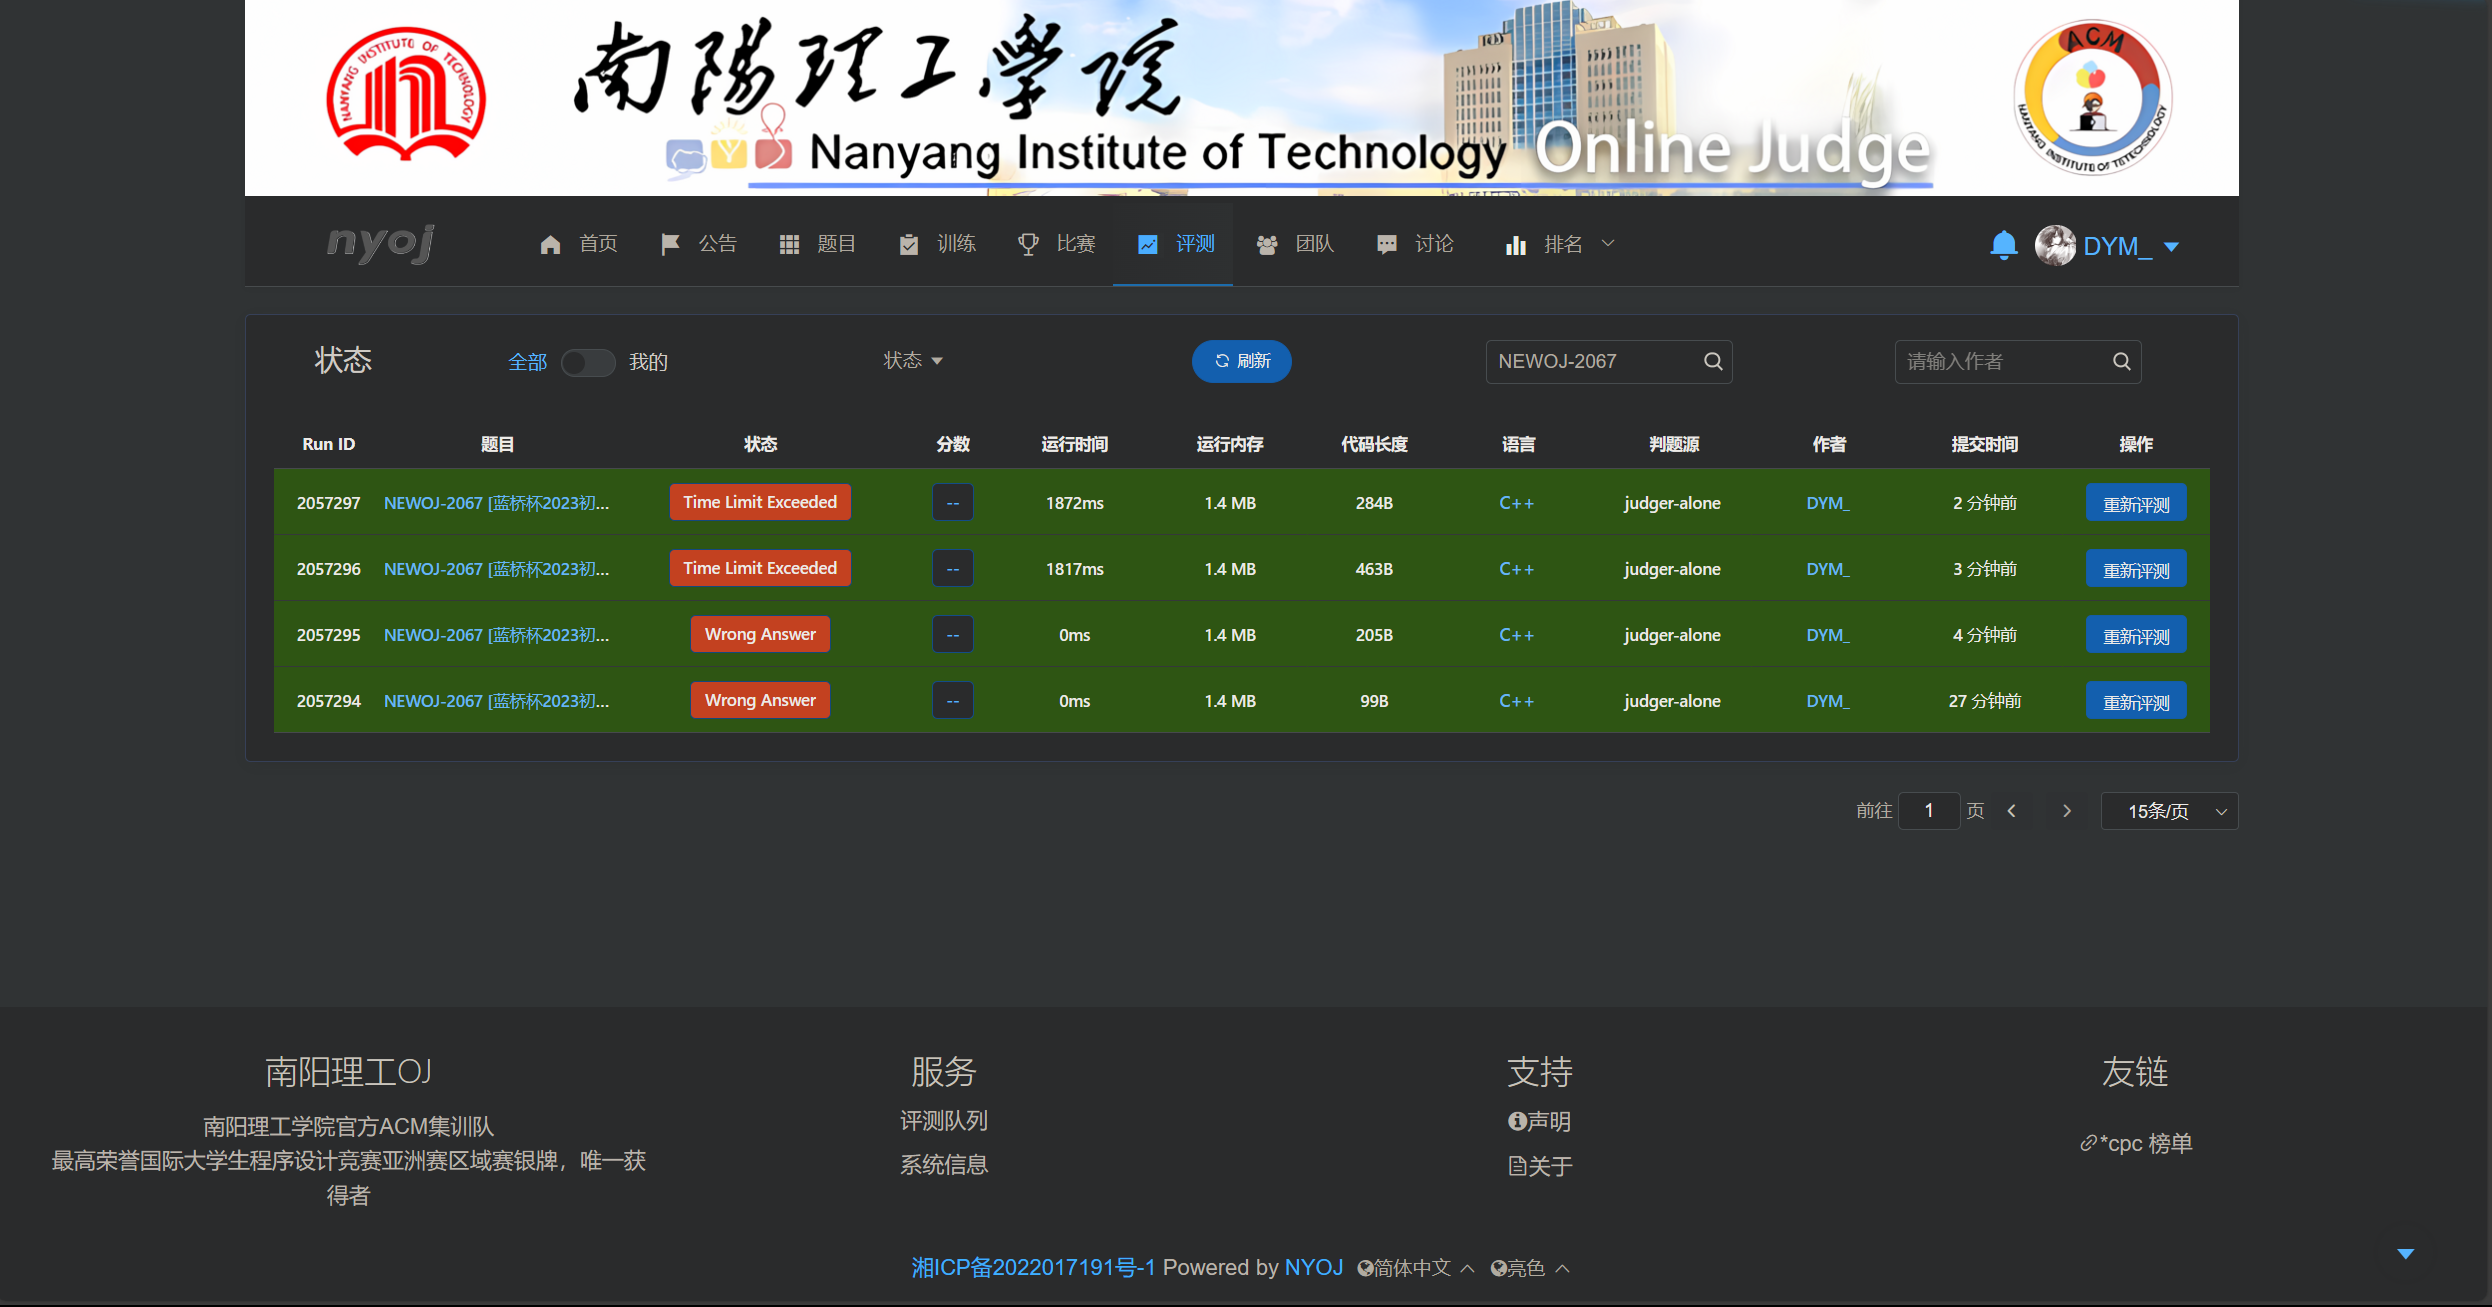 NANYANG INSTITUTE OF TECHNOLOGY
南陽理工學院
Nanyang Institute of Technology Online Judge
ACM
NANYANG INSTITUTE OF TETECHNOLOGY
nyoj 首页 公告 题目 训练 比赛 评测 团队 讨论 排名 DYM_
状态 全部 我的 状态 刷新 NEWOJ-2067 请输入作者
Run ID 题目 状态 分数 运行时间 运行内存 代码长度 语言 判题源 作者 提交时间 操作
2057297 NEWOJ-2067 [蓝桥杯2023初... Time Limit Exceeded -- 1872ms 1.4 MB 284B C++ judger-alone DYM_ 2 分钟前 重新评测
2057296 NEWOJ-2067 [蓝桥杯2023初... Time Limit Exceeded -- 1817ms 1.4 MB 463B C++ judger-alone DYM_ 3 分钟前 重新评测
2057295 NEWOJ-2067 [蓝桥杯2023初... Wrong Answer -- 0ms 1.4 MB 205B C++ judger-alone DYM_ 4 分钟前 重新评测
2057294 NEWOJ-2067 [蓝桥杯2023初... Wrong Answer -- 0ms 1.4 MB 99B C++ judger-alone DYM_ 27 分钟前 重新评测
前往 1 页 15条/页
南阳理工OJ
南阳理工学院官方ACM集训队
最高荣誉国际大学生程序设计竞赛亚洲赛区域赛银牌，唯一获
得者
服务
评测队列
系统信息
支持
声明
关于
友链
*cpc 榜单
湘ICP备2022017191号-1 Powered by NYOJ 简体中文 亮色